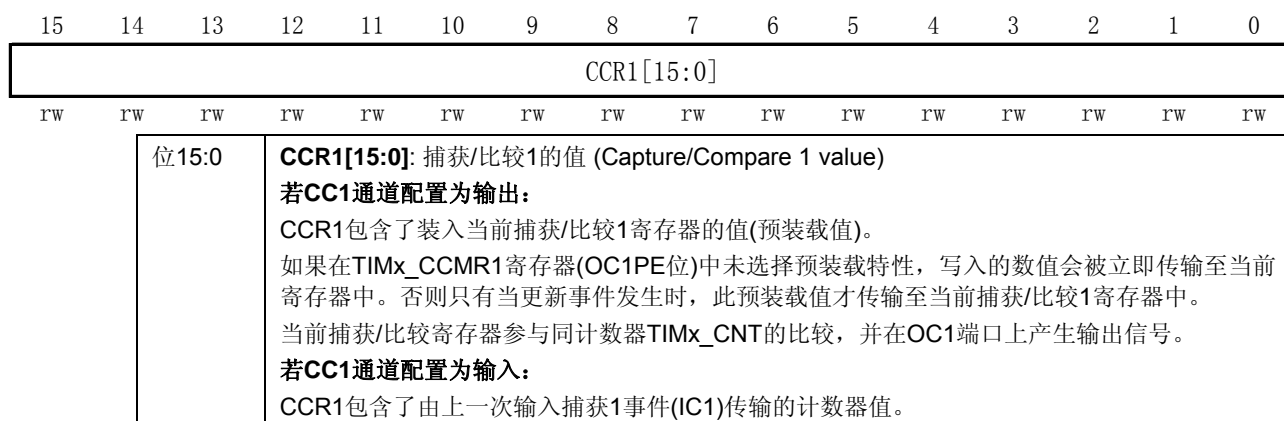 15 14 13 12 11 10 9 8 7 6 5 4 3 2 1 0
CCR1[15:0]
rw rw rw rw rw rw rw rw rw rw rw rw rw rw rw rw
位15:0 CCR1[15:0]: 捕获/比较1的值 (Capture/Compare 1 value)
若CC1通道配置为输出：
CCR1包含了装入当前捕获/比较1寄存器的值(预装载值)。
如果在TIMx_CCMR1寄存器(OC1PE位)中未选择预装载特性，写入的数值会被立即传输至当前
寄存器中。否则只有当更新事件发生时，此预装载值才传输至当前捕获/比较1寄存器中。
当前捕获/比较寄存器参与同计数器TIMx_CNT的比较，并在OC1端口上产生输出信号。
若CC1通道配置为输入：
CCR1包含了由上一次输入捕获1事件(IC1)传输的计数器值。